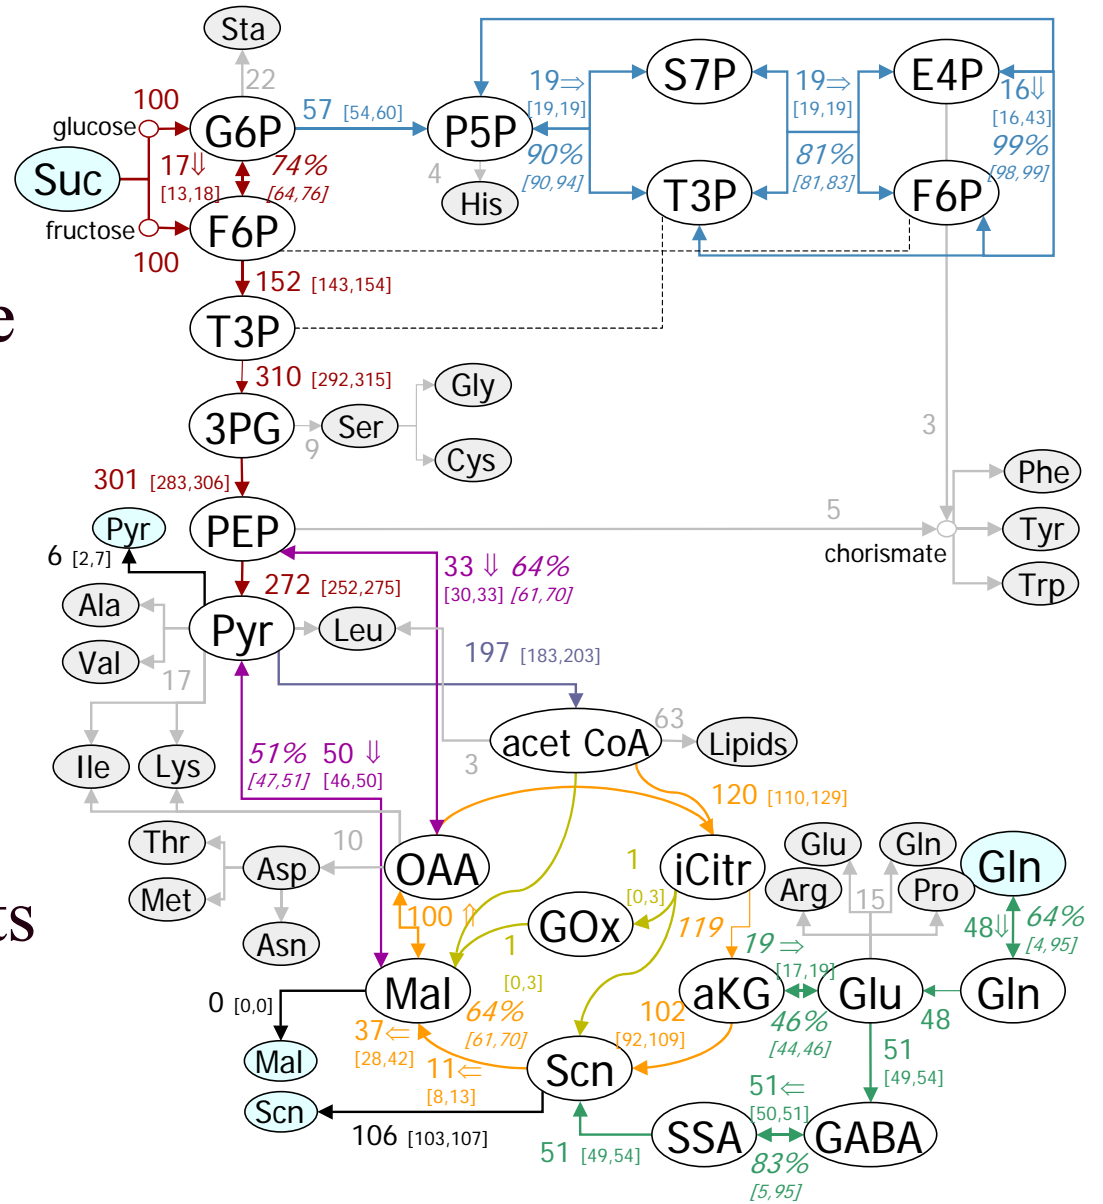 Sta
22
100
glucose
G6P
57 [54,60]
P5P
19⇒
[19,19]
S7P
19⇒
[19,19]
E4P
16⇓
[16,43]
Suc
17⇓
[13,18]
74%
[64,76]
4
His
90%
[90,94]
T3P
81%
[81,83]
F6P
99%
[98,99]
fructose
F6P
100
152 [143,154]
e
T3P
310 [292,315]
3PG
9
Ser
Gly
Cys
3
301 [283,306]
PEP
5
chorismate
Phe
Tyr
Trp
Pyr
6 [2,7]
272 [252,275]
33 ⇓ 64%
[30,33] [61,70]
Ala
Val
Pyr
Leu
17
197 [183,203]
acet CoA
63
Lipids
3
Ile
Lys
51% 50 ⇓
[47,51] [46,50]
120 [110,129]
Thr
Met
Asp
Asn
10
OAA
iCitr
Glu
Gln
Gln
Arg
15
Pro
ts
100 ⇑
1
[0,3]
GOx
1
[0,3]
119
19 ⇒
[17,19]
48⇓
64%
[4,95]
0 [0,0]
Mal
64%
[61,70]
aKG
46%
[44,46]
Glu
48
Gln
37⇐
[28,42]
102
[92,109]
Mal
11⇐
[8,13]
Scn
51
[49,54]
Scn
106 [103,107]
51 [49,54]
SSA
51⇐
[50,51]
83%
[5,95]
GABA